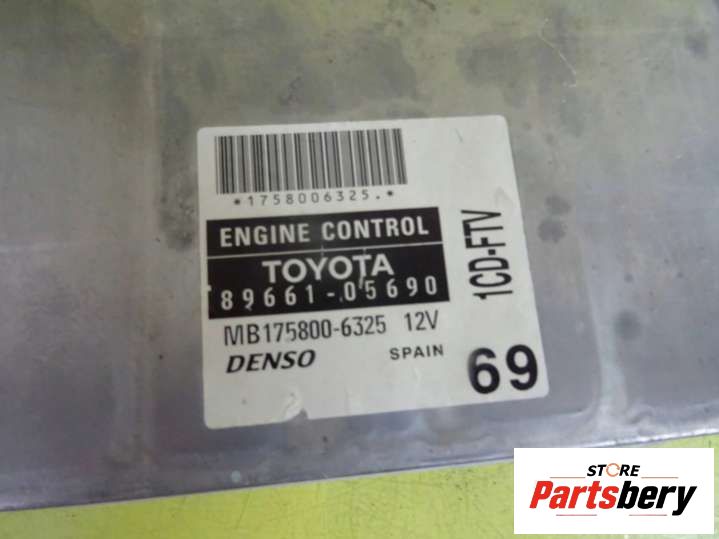 *1758006325.*
ENGINE CONTROL
TOYOTA
89661-05690
MB175800-6325 12V
DENSO SPAIN
1CD-FTV
69
STORE
Partsbery